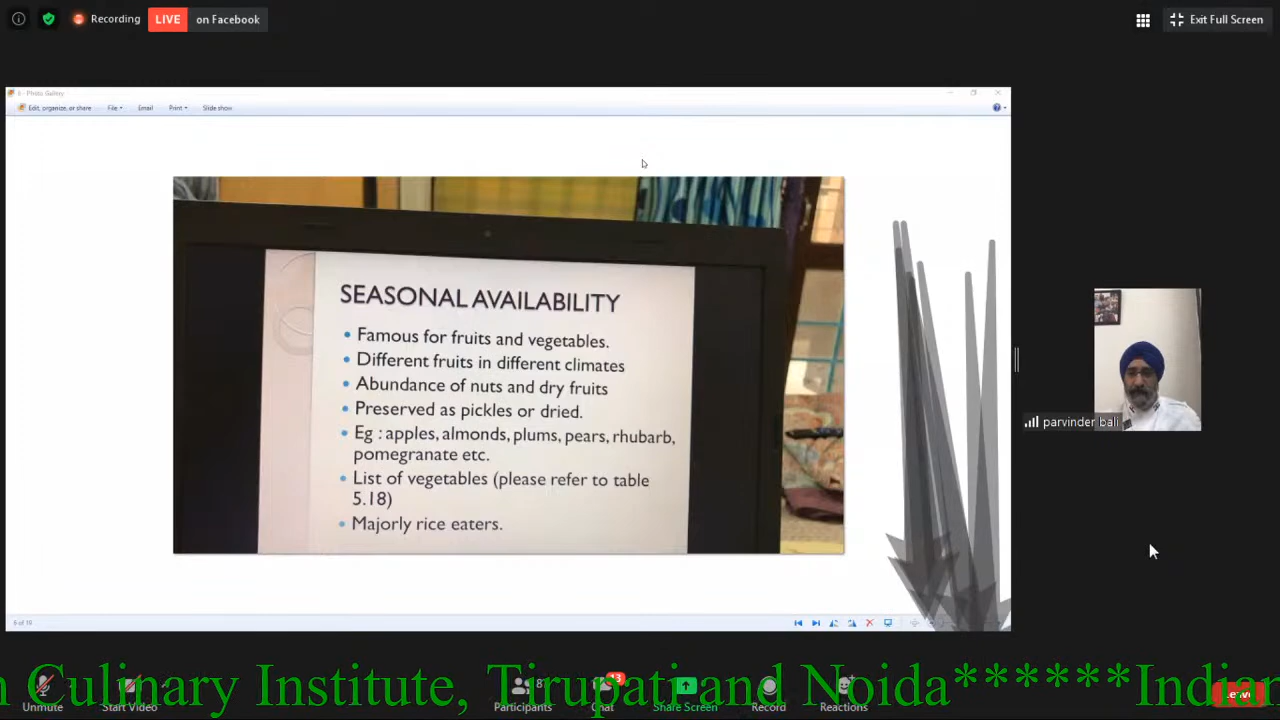 Recording
LIVE on Facebook
Exit Full Screen
6 - Photo Gallery
Edit, organize, or share File Email Print Slide show
SEASONAL AVAILABILITY
• Famous for fruits and vegetables.
• Different fruits in different climates
• Abundance of nuts and dry fruits
• Preserved as pickles or dried.
• Eg : apples, almonds, plums, pears, rhubarb,
pomegranate etc.
• List of vegetables (please refer to table
5.18)
• Majorly rice eaters.
parvinder bali
Culinary Institute, Tirupati and Noida******Indian
Unmute Start Video Participants Chat Share Screen Record Reactions Leave